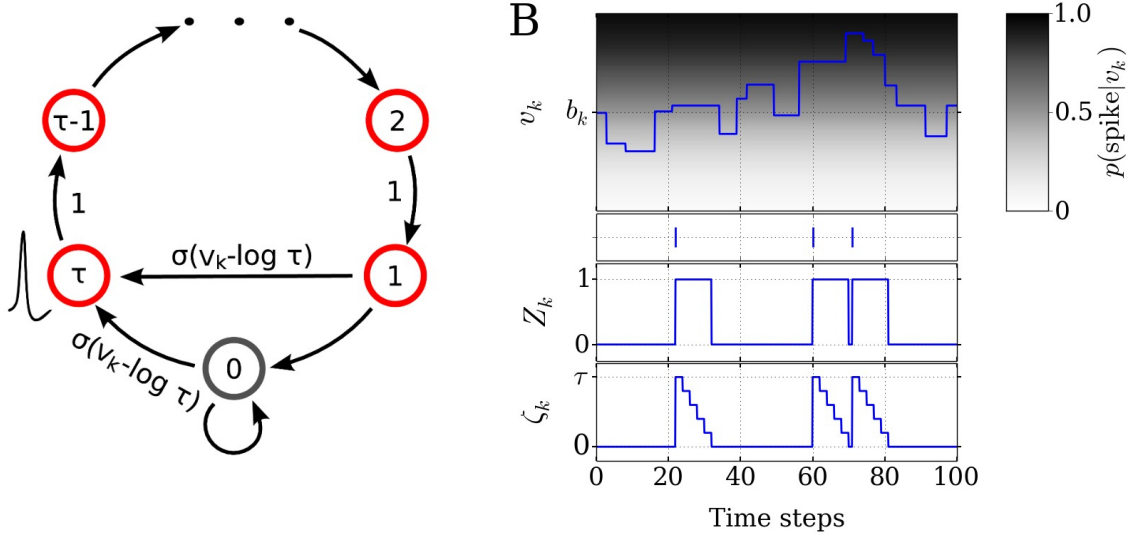 . . .
τ-1
2
1
1
τ
σ(vₖ-log τ)
1
σ(vₖ-log τ)
0
B
vₖ
bₖ
1.0
0.5
0
p(spike|vₖ)
Zₖ
1
0
ζₖ
τ
0
0 20 40 60 80 100
Time steps